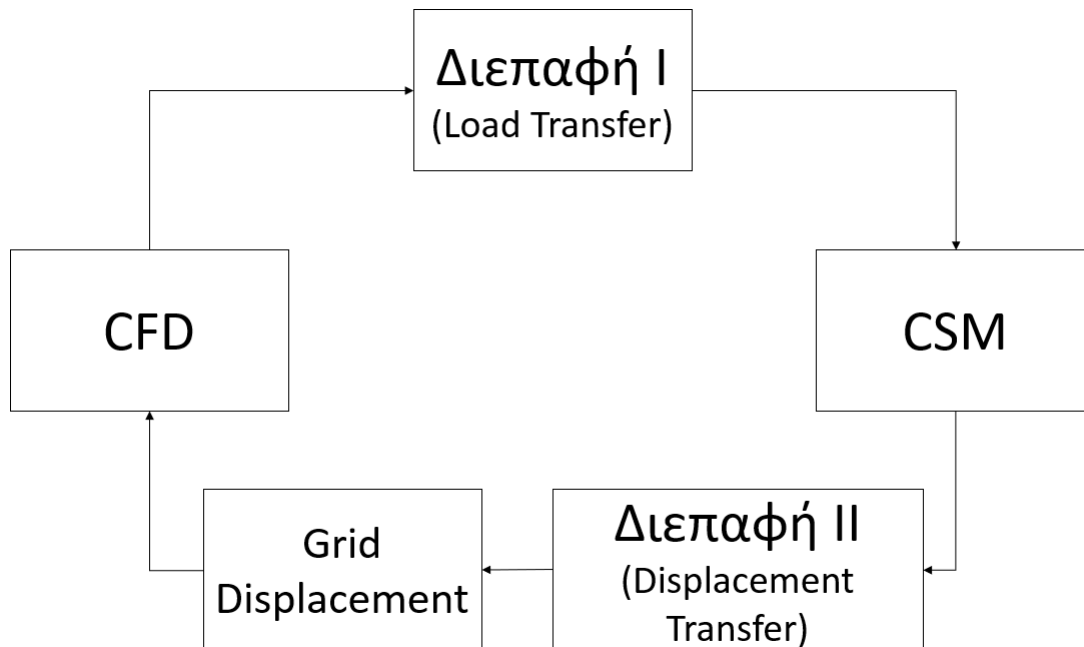 Διεπαφή I
(Load Transfer)
CFD
CSM
Grid
Displacement
Διεπαφή II
(Displacement
Transfer)